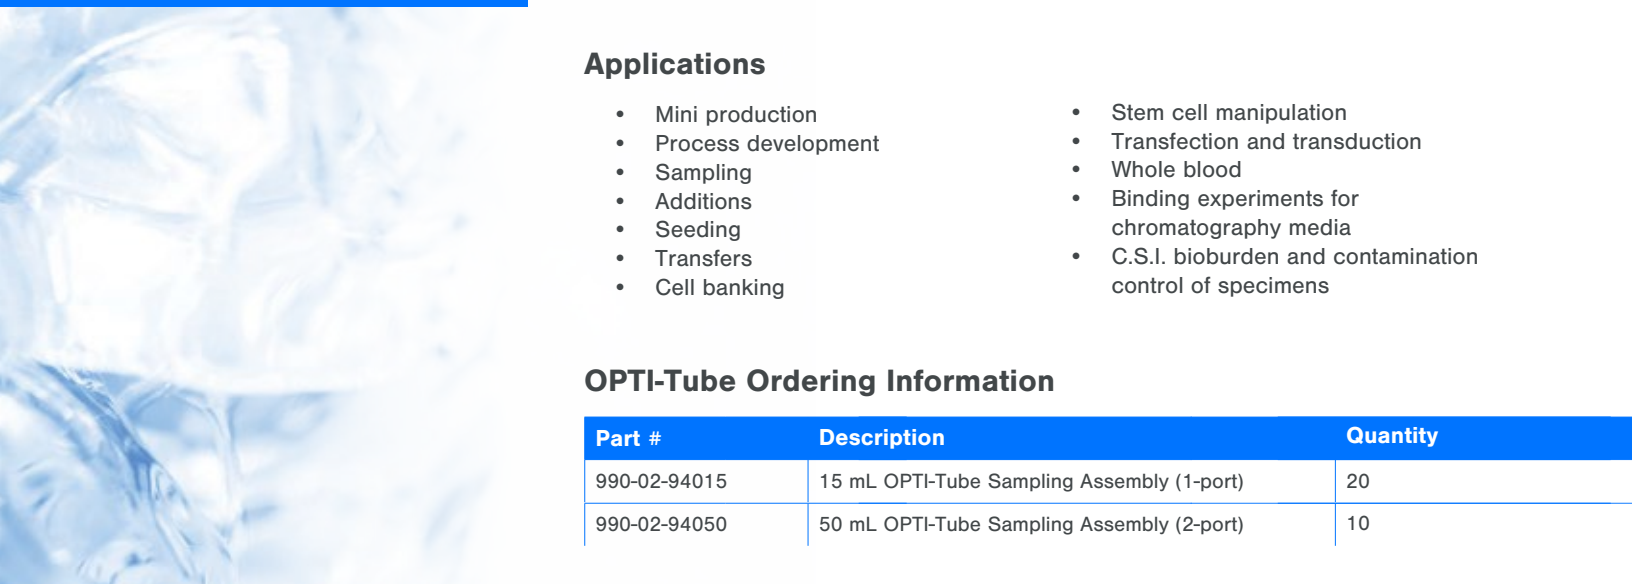 Applications
• Mini production
• Process development
• Sampling
• Additions
• Seeding
• Transfers
• Cell banking
• Stem cell manipulation
• Transfection and transduction
• Whole blood
• Binding experiments for
chromatography media
• C.S.I. bioburden and contamination
control of specimens
OPTI-Tube Ordering Information
Part # Description Quantity
990-02-94015 15 mL OPTI-Tube Sampling Assembly (1-port) 20
990-02-94050 50 mL OPTI-Tube Sampling Assembly (2-port) 10